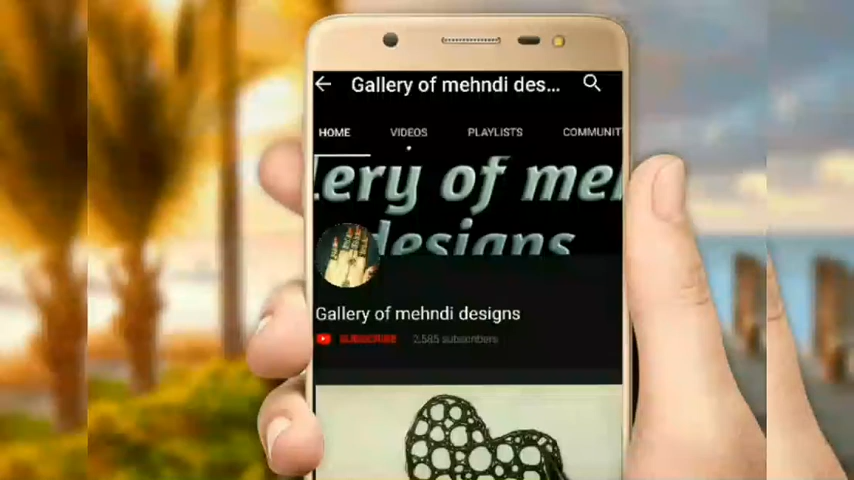 Gallery of mehndi des...
HOME VIDEOS PLAYLISTS COMMUNIT
lery of me
designs
Gallery of mehndi designs
SUBSCRIBE 2,585 subscribers